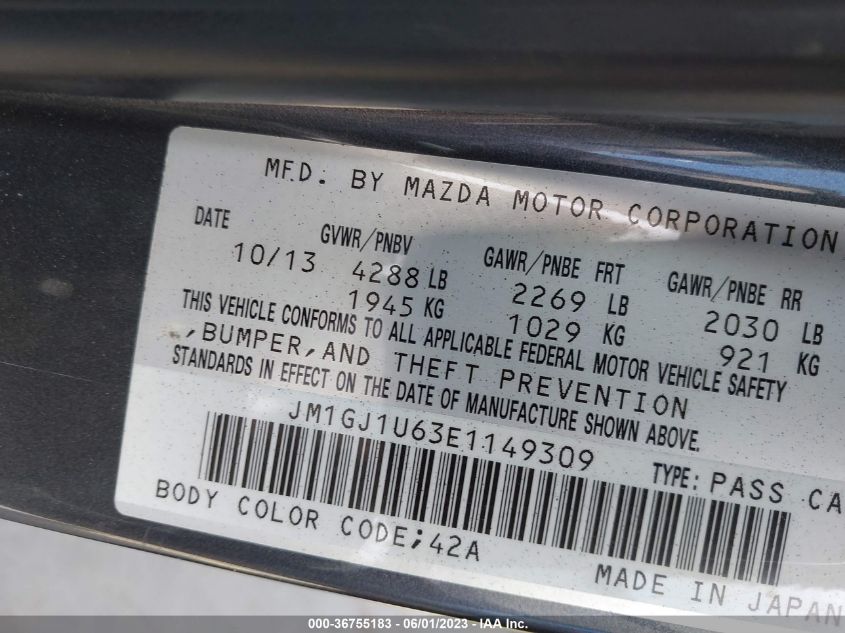 MFD. BY MAZDA MOTOR CORPORATION
DATE GVWR/PNBV GAWR/PNBE FRT GAWR/PNBE RR
10/13 4288 LB 2269 LB 2030 LB
1945 KG 1029 KG 921 KG
THIS VEHICLE CONFORMS TO ALL APPLICABLE FEDERAL MOTOR VEHICLE SAFETY
,BUMPER,AND THEFT PREVENTION
STANDARDS IN EFFECT ON THE DATE OF MANUFACTURE SHOWN ABOVE.
JM1GJ1U63E1149309 TYPE: PASS CA
BODY COLOR CODE;42A
MADE IN JAPAN
000-36755183 - 06/01/2023 - IAA Inc.